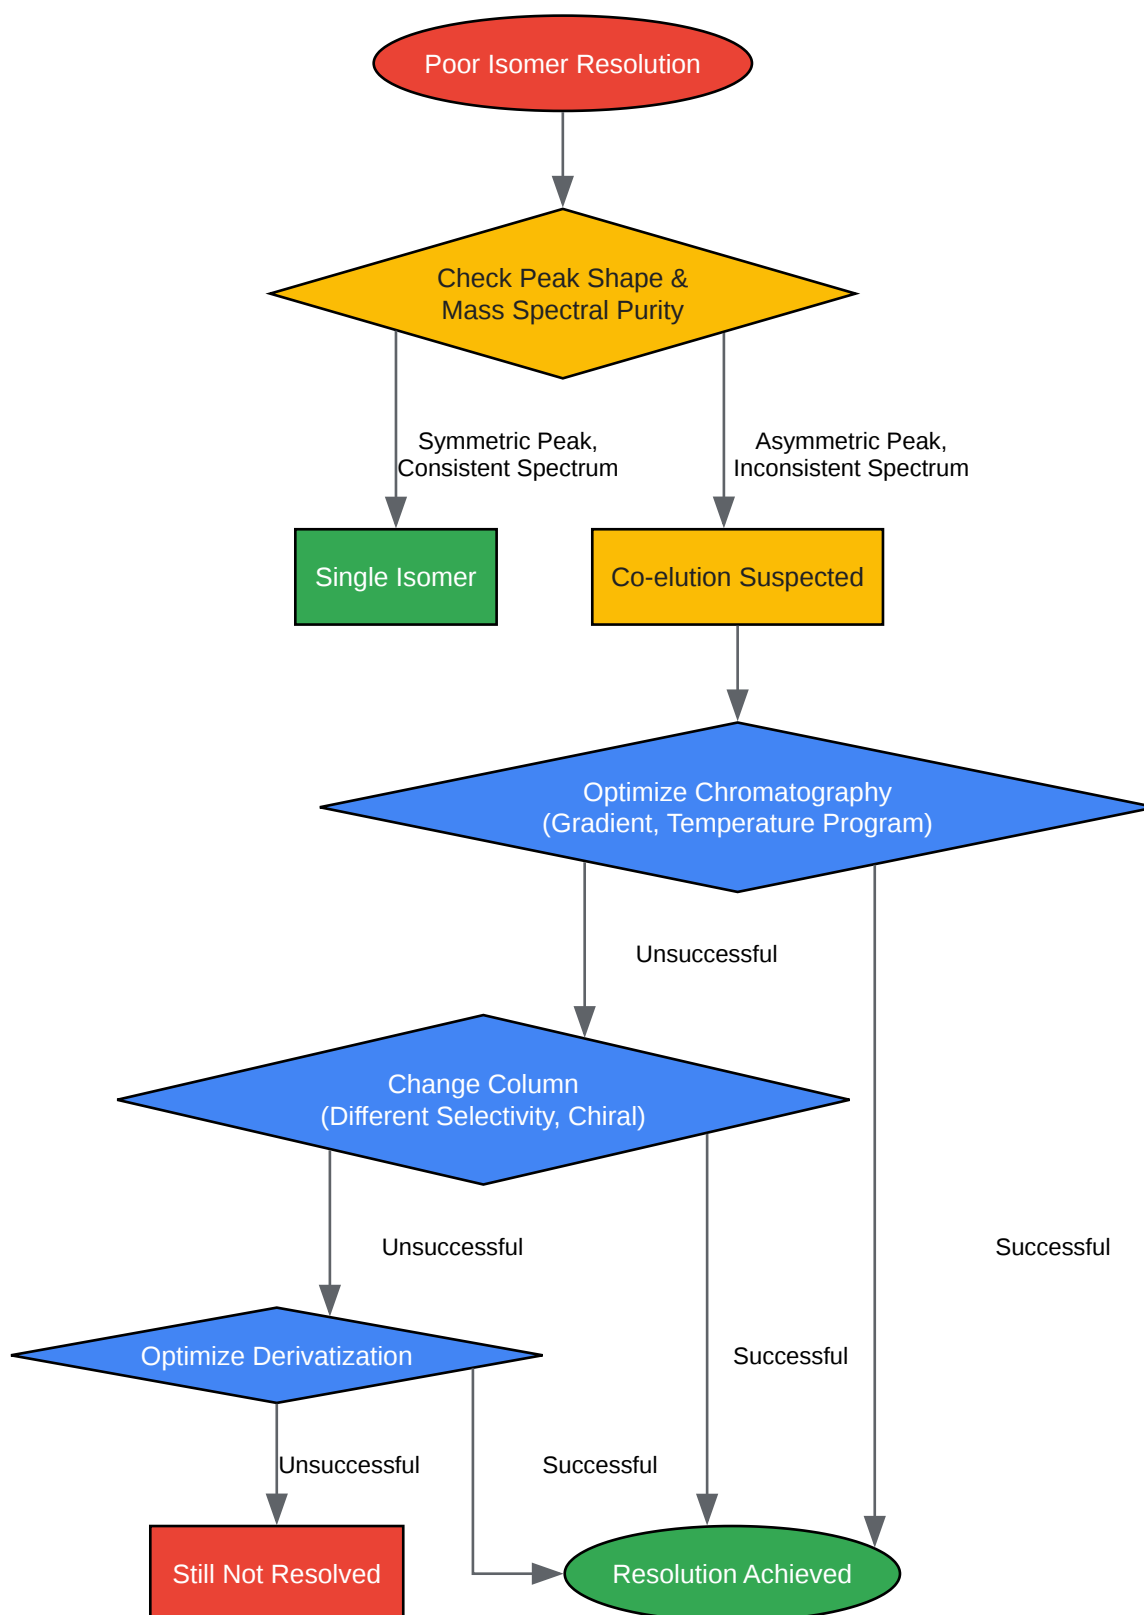 Poor Isomer Resolution
Check Peak Shape &
Mass Spectral Purity
Symmetric Peak,
Consistent Spectrum
Asymmetric Peak,
Inconsistent Spectrum
Single Isomer
Co-elution Suspected
Optimize Chromatography
(Gradient, Temperature Program)
Unsuccessful
Change Column
(Different Selectivity, Chiral)
Unsuccessful
Successful
Optimize Derivatization
Successful
Unsuccessful
Successful
Still Not Resolved
Resolution Achieved